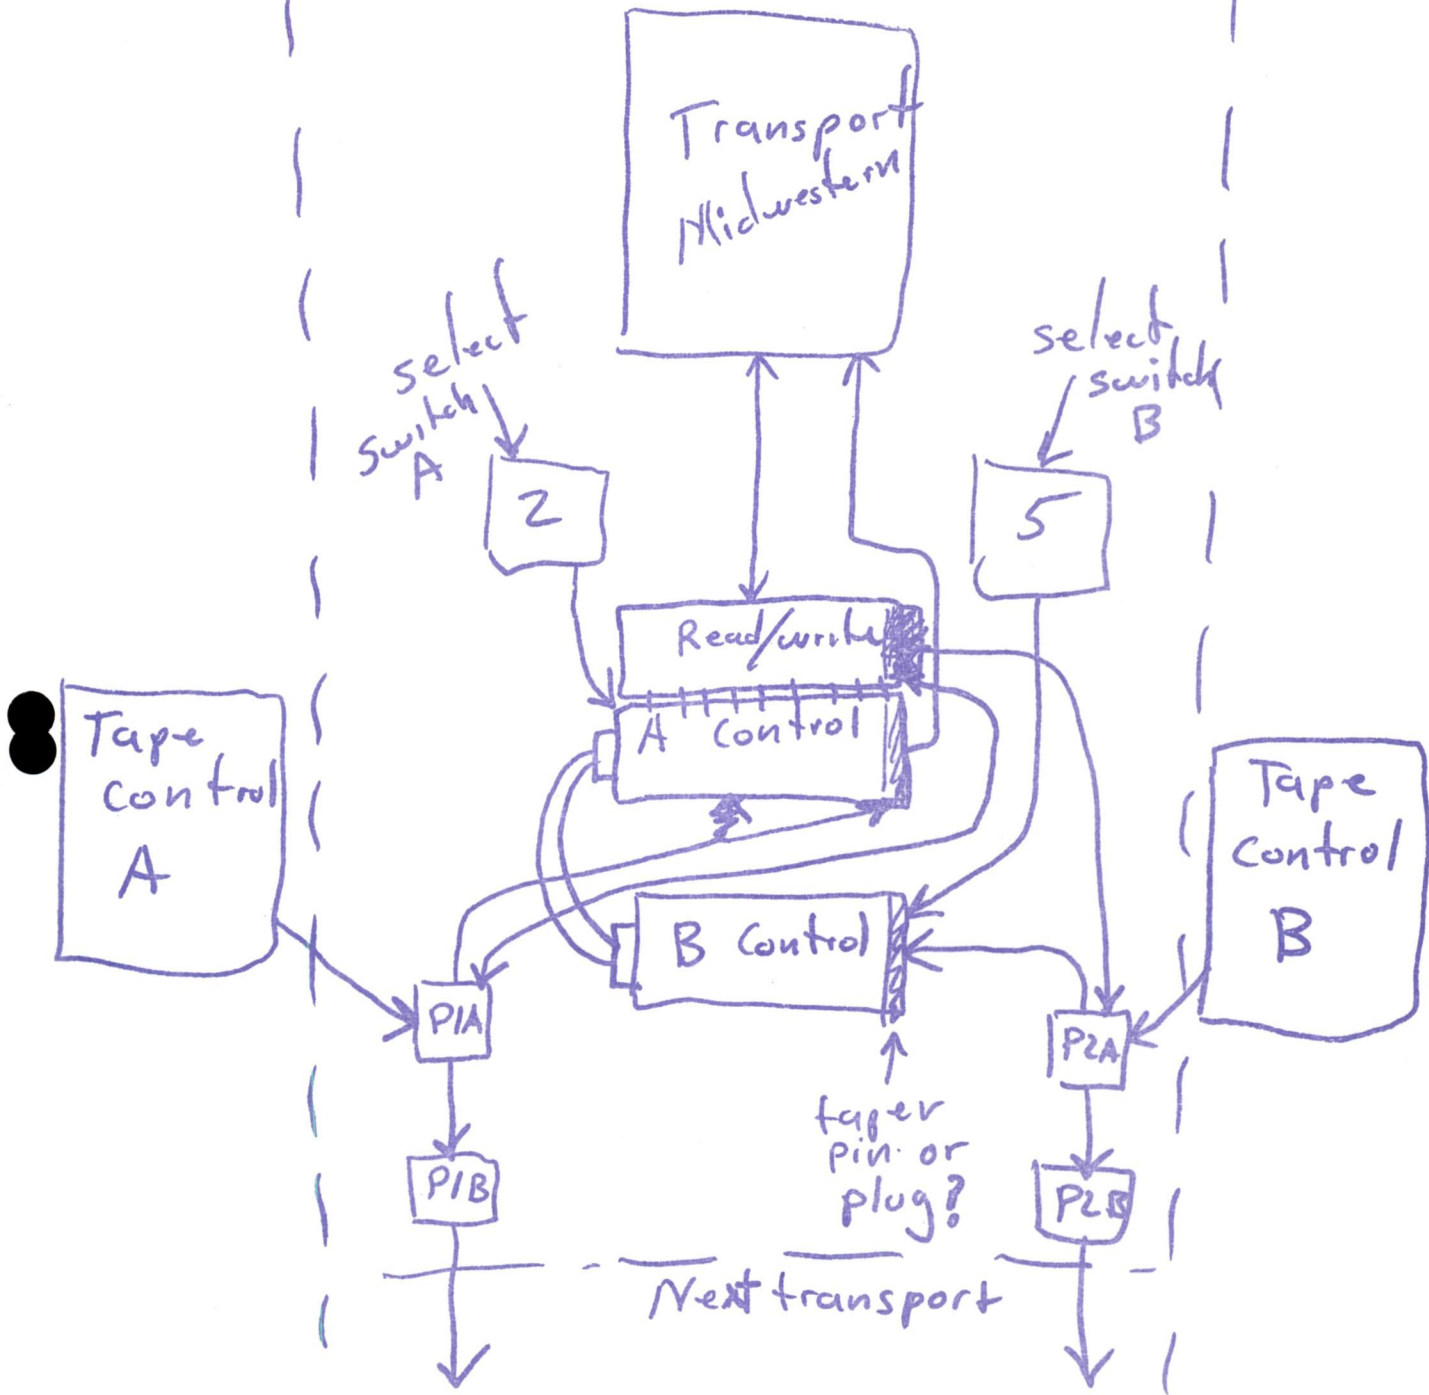 Transport
Midwestern
select
switch
A
select
switch
B
2
5
Read/write
A Control
Tape
Control
A
Tape
Control
B
B Control
P1A
P2A
taper
pin or
plug?
P1B
P2B
Next transport